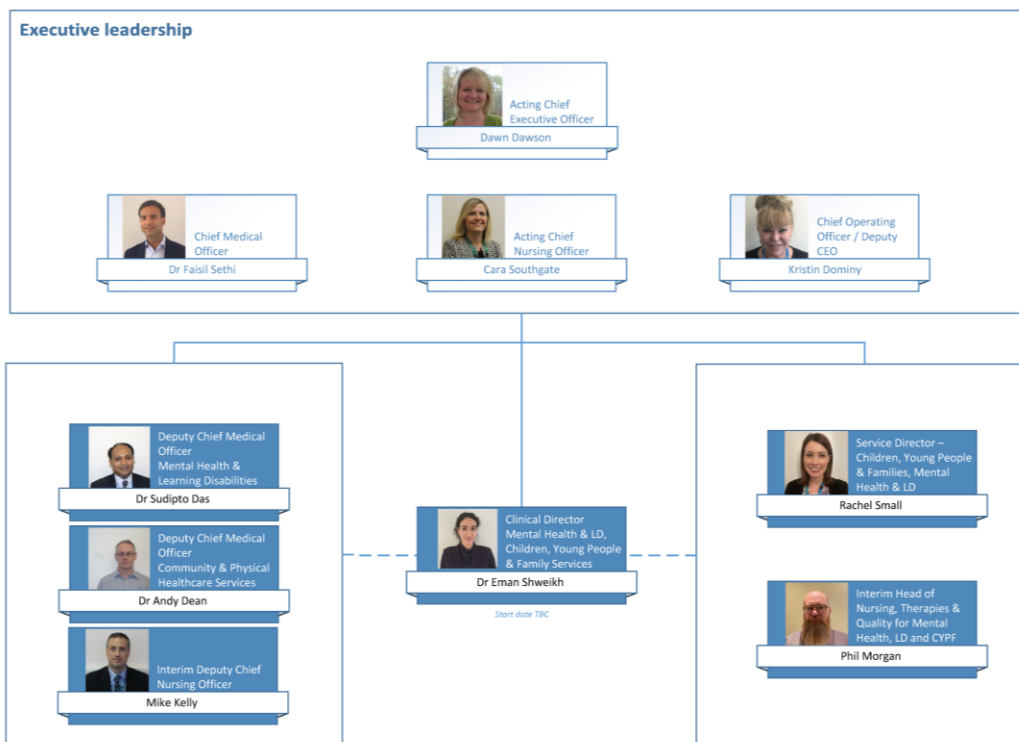 Executive leadership
Acting Chief
Executive Officer
Dawn Dawson
Chief Medical
Officer
Dr Faisil Sethi
Acting Chief
Nursing Officer
Cara Southgate
Chief Operating
Officer / Deputy
CEO
Kristin Dominy
Deputy Chief Medical
Officer
Mental Health &
Learning Disabilities
Dr Sudipto Das
Deputy Chief Medical
Officer
Community & Physical
Healthcare Services
Dr Andy Dean
Interim Deputy Chief
Nursing Officer
Mike Kelly
Clinical Director
Mental Health & LD,
Children, Young People
& Family Services
Dr Eman Shweikh
Start date TBC
Service Director –
Children, Young People
& Families, Mental
Health & LD
Rachel Small
Interim Head of
Nursing, Therapies &
Quality for Mental
Health, LD and CYPF
Phil Morgan